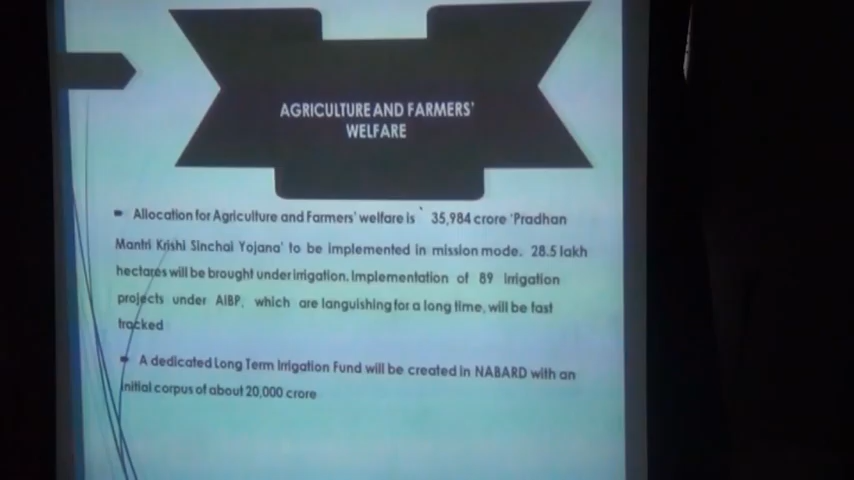 AGRICULTURE AND FARMERS'
WELFARE
Allocation for Agriculture and Farmers' welfare is ` 35,984 crore 'Pradhan
Mantri Krishi Sinchai Yojana' to be implemented in mission mode. 28.5 lakh
hectares will be brought under irrigation. Implementation of 89 irrigation
projects under AIBP, which are languishing for a long time, will be fast
tracked
A dedicated Long Term Irrigation Fund will be created in NABARD with an
initial corpus of about 20,000 crore